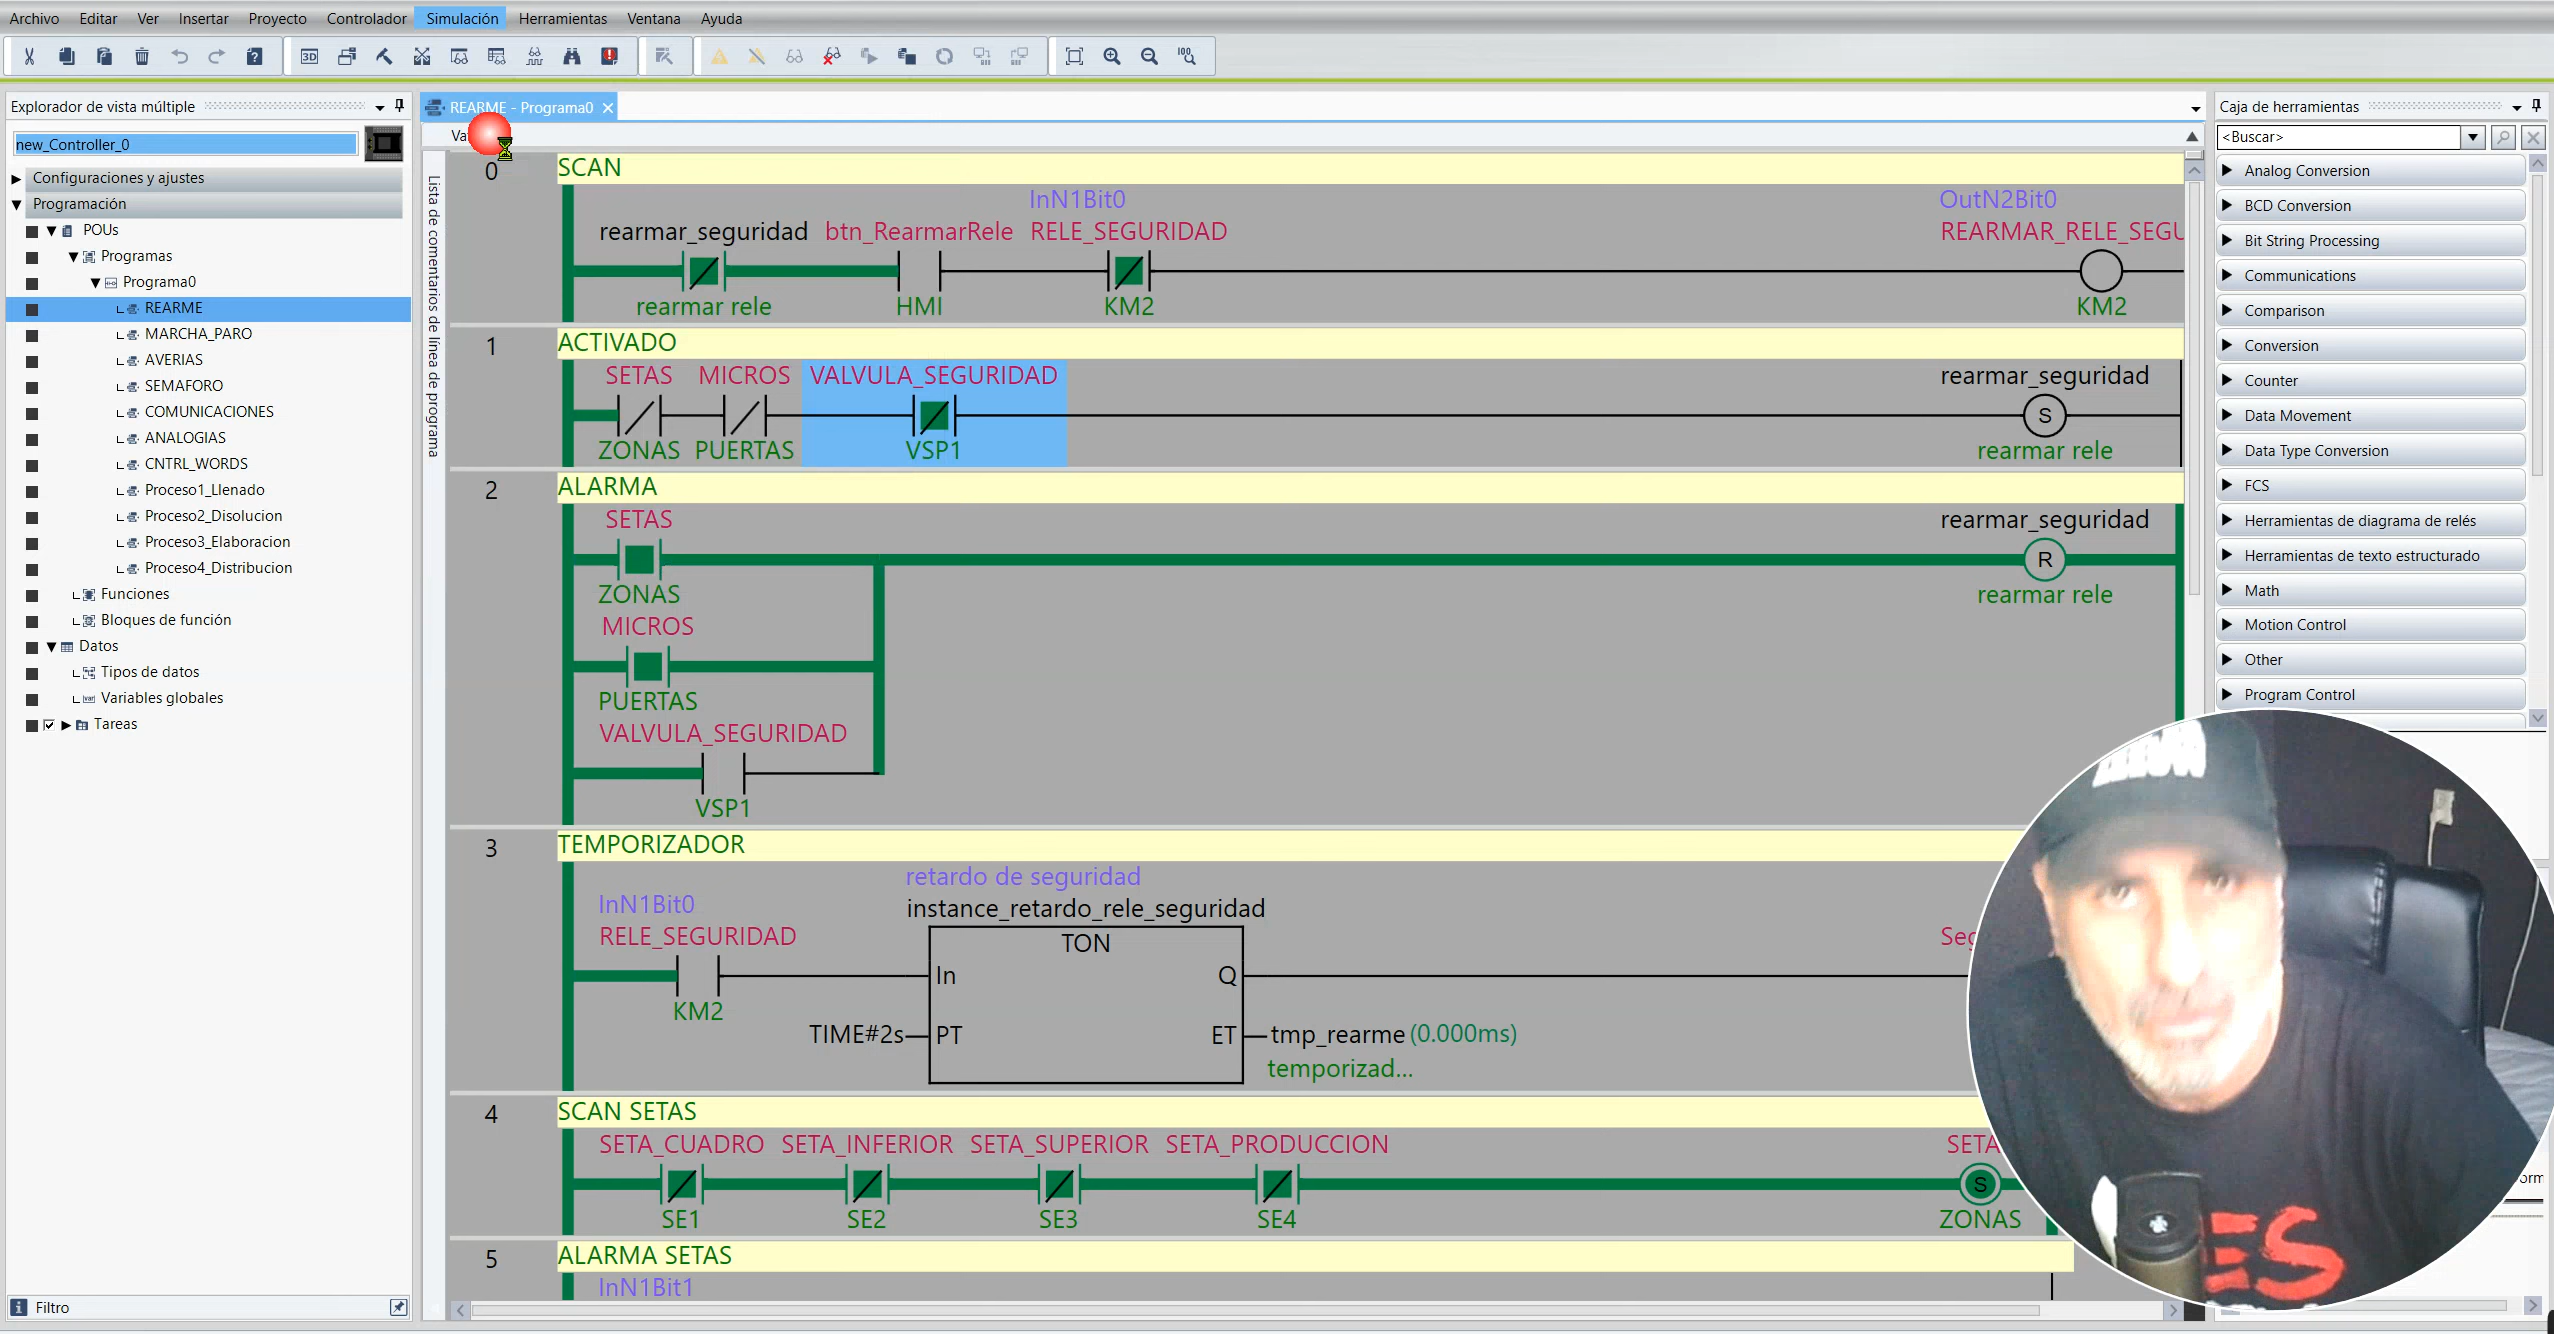 Archivo Editar Ver Insertar Proyecto Controlador Simulación Herramientas Ventana Ayuda
Explorador de vista múltiple
new_Controller_0
Configuraciones y ajustes
Programación
POUs
Programas
Programa0
REARME
MARCHA_PARO
AVERIAS
SEMAFORO
COMUNICACIONES
ANALOGIAS
CNTRL_WORDS
Proceso1_Llenado
Proceso2_Disolucion
Proceso3_Elaboracion
Proceso4_Distribucion
Funciones
Bloques de función
Datos
Tipos de datos
Variables globales
Tareas
Filtro
REARME - Programa0
Lista de comentarios de línea de programa
0 SCAN
InN1Bit0 OutN2Bit0
rearmar_seguridad btn_RearmarRele RELE_SEGURIDAD REARMAR_RELE_SEGU
rearmar rele HMI KM2 KM2
1 ACTIVADO
SETAS MICROS VALVULA_SEGURIDAD rearmar_seguridad
S
ZONAS PUERTAS VSP1 rearmar rele
2 ALARMA
SETAS rearmar_seguridad
R
ZONAS rearmar rele
MICROS
PUERTAS
VALVULA_SEGURIDAD
VSP1
3 TEMPORIZADOR
retardo de seguridad
InN1Bit0 instance_retardo_rele_seguridad
RELE_SEGURIDAD TON Seg
In Q
KM2
TIME#2s PT ET tmp_rearme (0.000ms)
temporizad...
4 SCAN SETAS
SETA_CUADRO SETA_INFERIOR SETA_SUPERIOR SETA_PRODUCCION SETA
S
SE1 SE2 SE3 SE4 ZONAS
5 ALARMA SETAS
InN1Bit1
Caja de herramientas
<Buscar>
Analog Conversion
BCD Conversion
Bit String Processing
Communications
Comparison
Conversion
Counter
Data Movement
Data Type Conversion
FCS
Herramientas de diagrama de relés
Herramientas de texto estructurado
Math
Motion Control
Other
Program Control